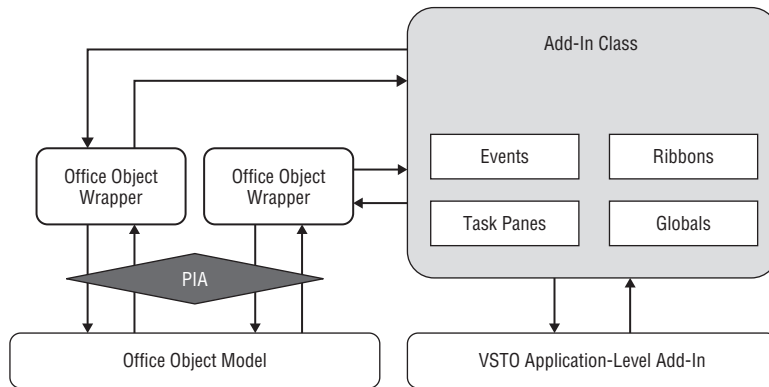 Add-In Class
Office Object
Wrapper
Office Object
Wrapper
Events
Ribbons
Task Panes
Globals
PIA
Office Object Model
VSTO Application-Level Add-In